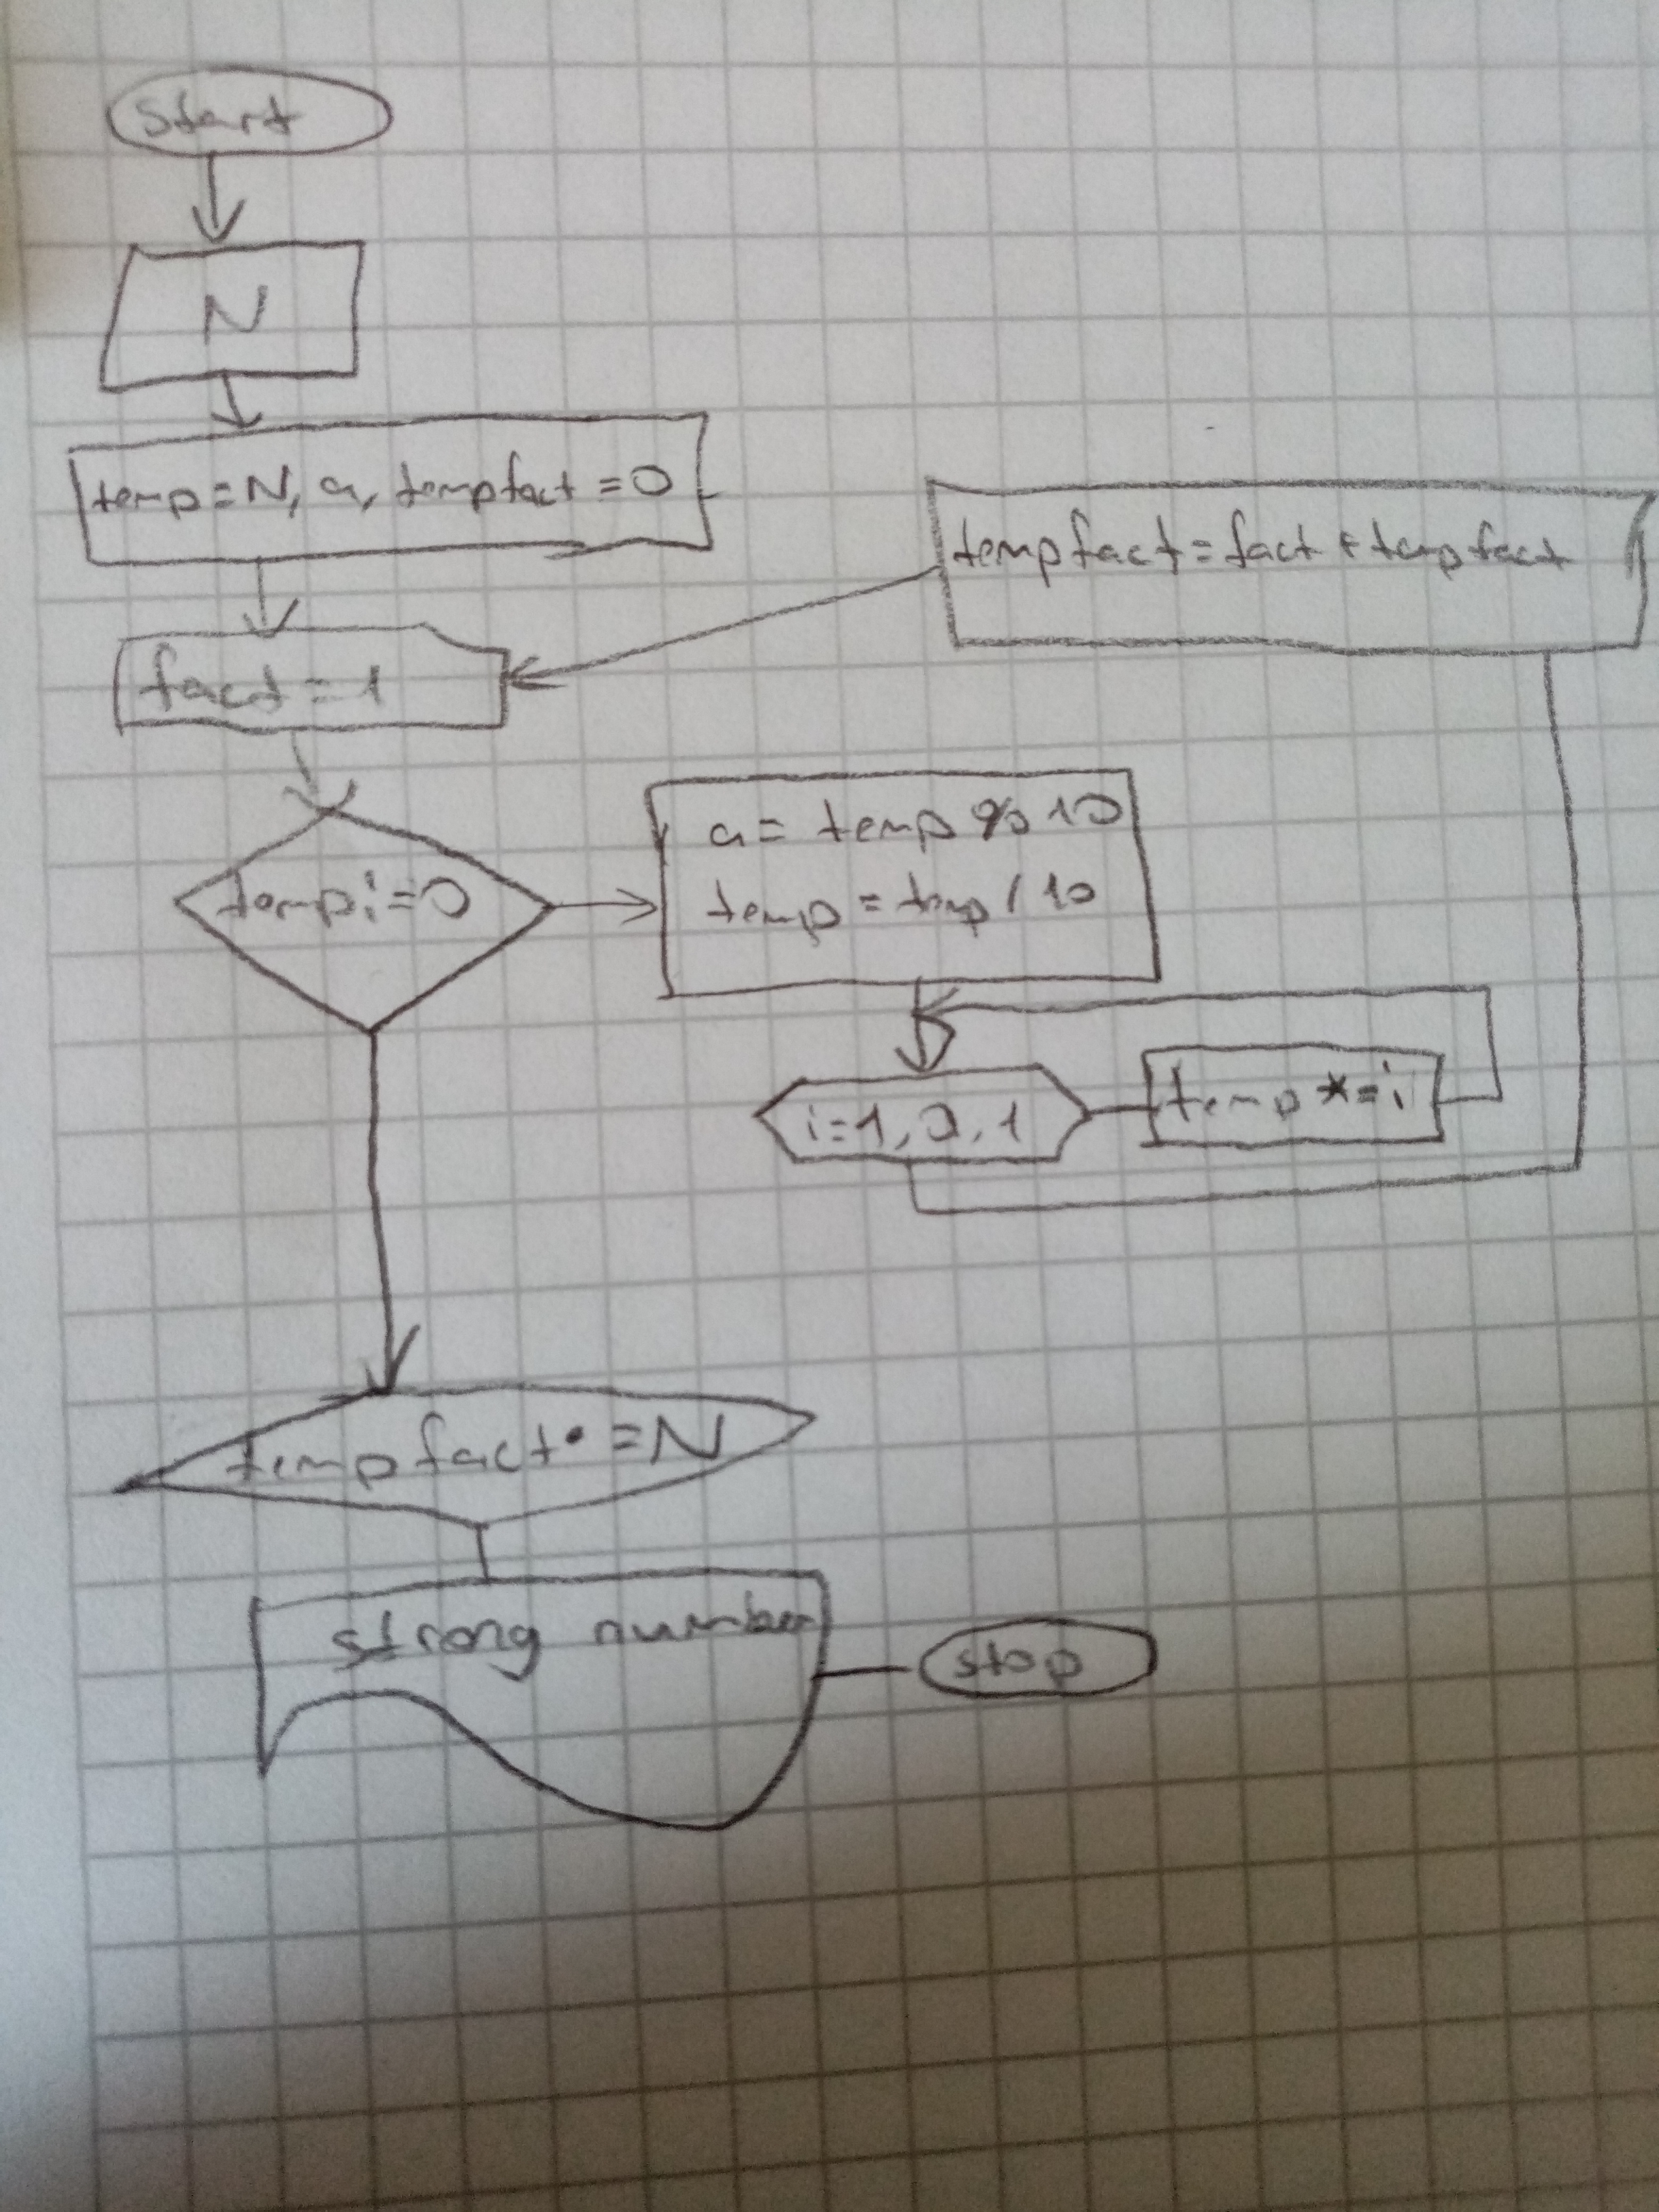 start
N
temp=N, a, tempfact=0
tempfact=fact+tempfact
fact=1
a= temp%10
temp!=0
temp=temp/10
i=1,a,1
temp*=i
tempfact==N
strong number
stop